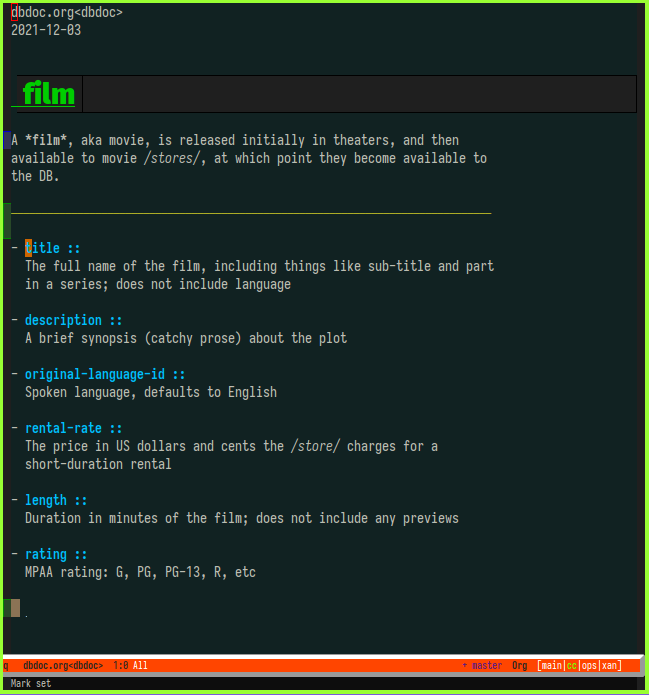 dbdoc.org<dbdoc>
2021-12-03
film
A *film*, aka movie, is released initially in theaters, and then
available to movie /stores/, at which point they become available to
the DB.
- title ::
The full name of the film, including things like sub-title and part
in a series; does not include language
- description ::
A brief synopsis (catchy prose) about the plot
- original-language-id ::
Spoken language, defaults to English
- rental-rate ::
The price in US dollars and cents the /store/ charges for a
short-duration rental
- length ::
Duration in minutes of the film; does not include any previews
- rating ::
MPAA rating: G, PG, PG-13, R, etc
.
q dbdoc.org<dbdoc> 1:0 All + master Org [main|cc|ops|xan]
Mark set